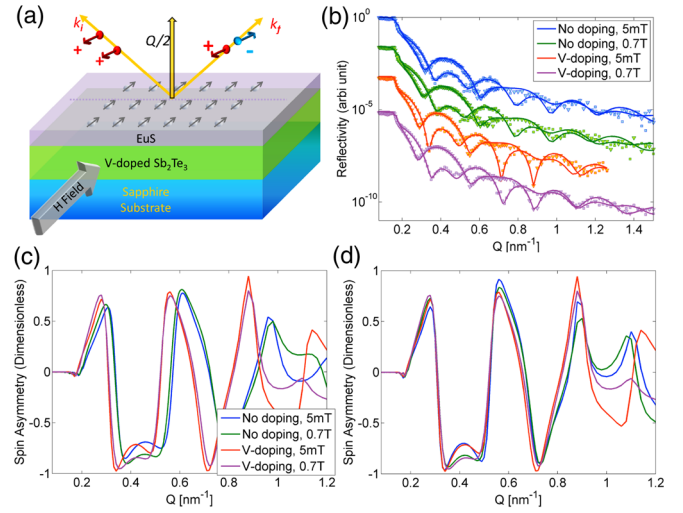 (a)
k_i
Q/2
k_f
+
+
+
−
EuS
V-doped Sb₂Te₃
Sapphire
Substrate
H Field
(b)
No doping, 5mT
No doping, 0.7T
V-doping, 5mT
V-doping, 0.7T
Reflectivity (arbi unit)
10⁰
10⁻⁵
10⁻¹⁰
0.2 0.4 0.6 0.8 1.0 1.2 1.4
Q [nm⁻¹]
(c)
Spin Asymmetry (Dimensionless)
1
0.5
0
-0.5
-1
No doping, 5mT
No doping, 0.7T
V-doping, 5mT
V-doping, 0.7T
0.2 0.4 0.6 0.8 1.0 1.2
Q [nm⁻¹]
(d)
Spin Asymmetry (Dimensionless)
1
0.5
0
-0.5
-1
0.2 0.4 0.6 0.8 1.0 1.2
Q [nm⁻¹]